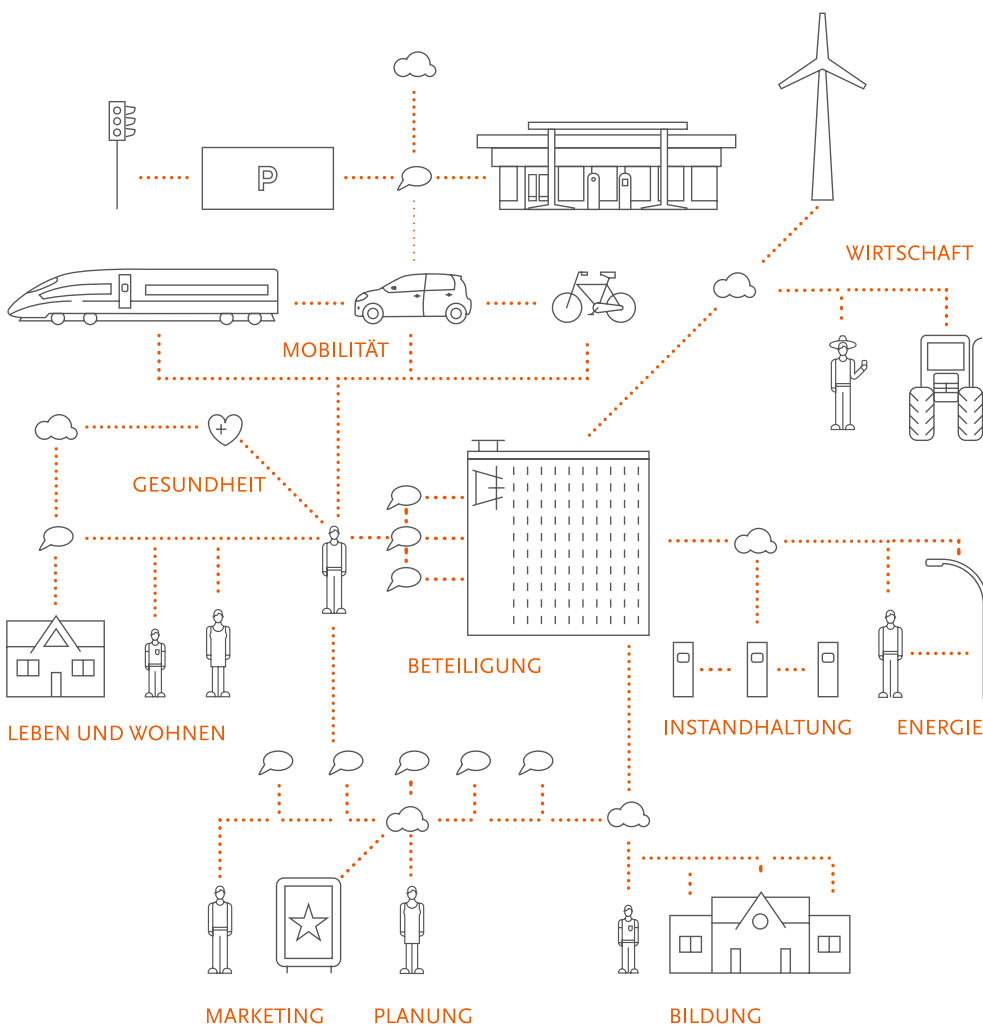 P
WIRTSCHAFT
MOBILITÄT
GESUNDHEIT
BETEILIGUNG
LEBEN UND WOHNEN
INSTANDHALTUNG
ENERGIE
MARKETING
PLANUNG
BILDUNG